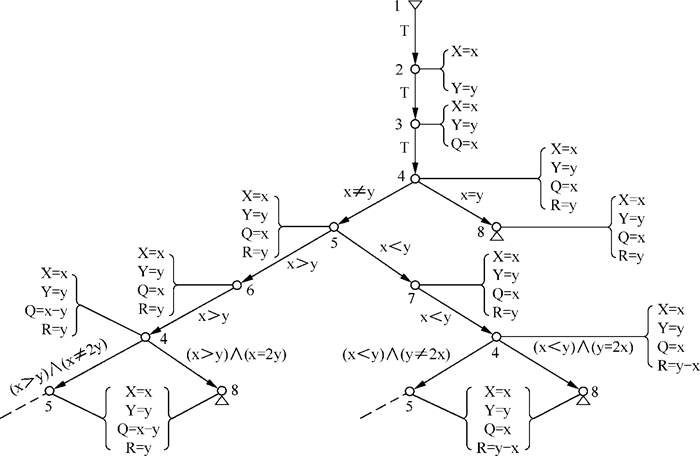 1
T
2
X=x
Y=y
T
3
X=x
Y=y
Q=x
T
4
X=x
Y=y
Q=x
R=y
x≠y
x=y
X=x
Y=y
Q=x
R=y
5
8
X=x
Y=y
Q=x
R=y
x>y
x<y
X=x
Y=y
Q=x
R=y
6
7
X=x
Y=y
Q=x
R=y
X=x
Y=y
Q=x−y
R=y
x>y
x<y
4
4
X=x
Y=y
Q=x
R=y−x
(x>y)∧(x≠2y)
(x>y)∧(x=2y)
(x<y)∧(y≠2x)
(x<y)∧(y=2x)
5
X=x
Y=y
Q=x−y
R=y
8
5
X=x
Y=y
Q=x
R=y−x
8